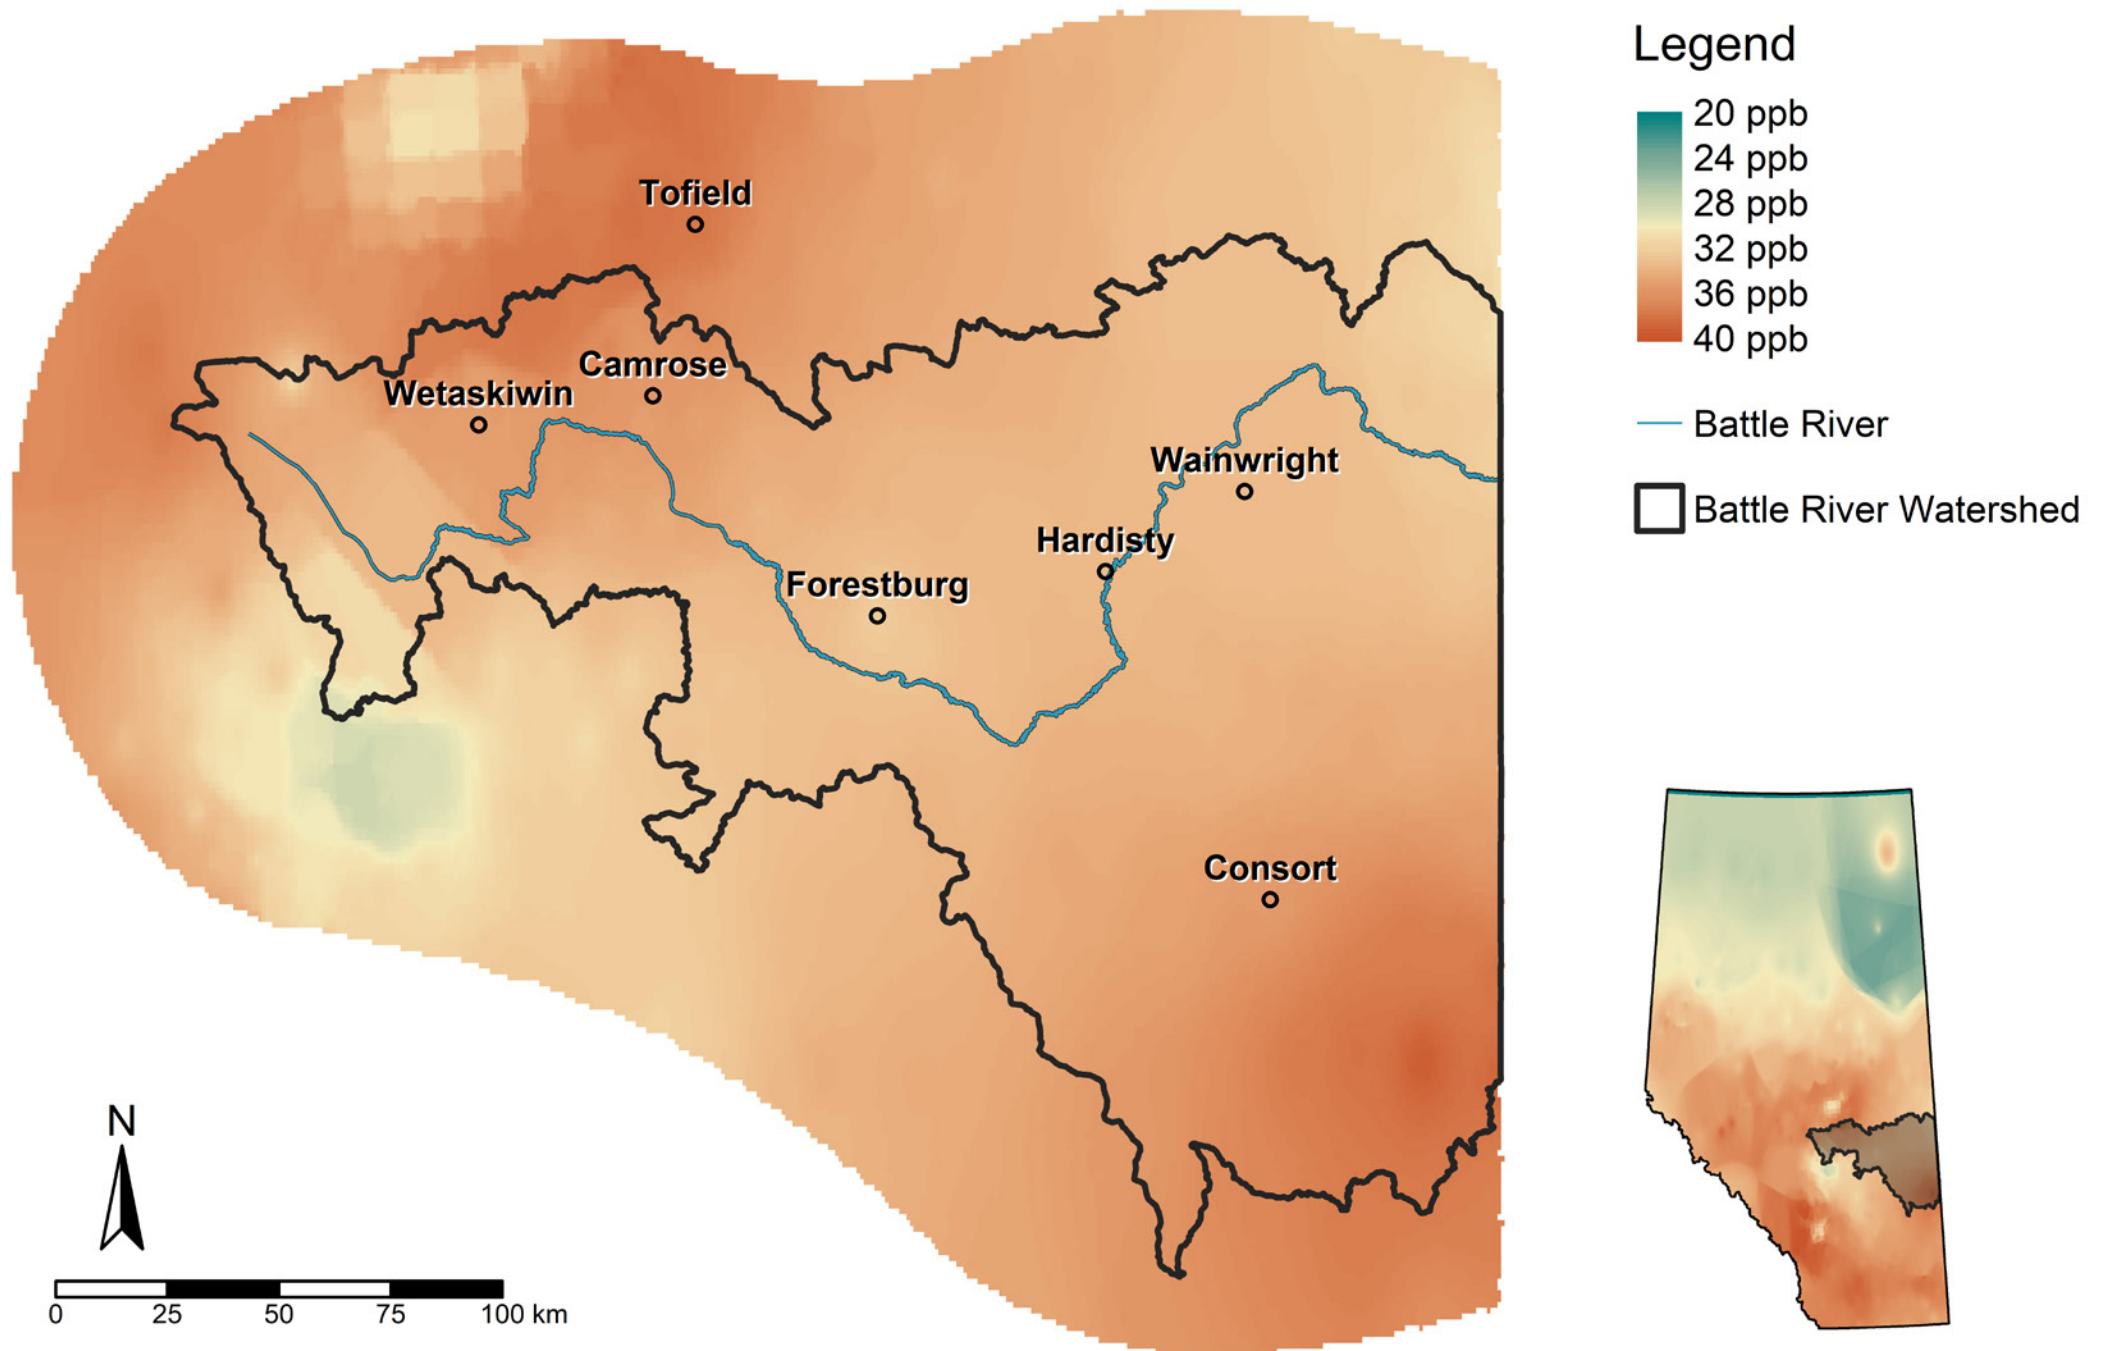 Legend
20 ppb
24 ppb
28 ppb
32 ppb
36 ppb
40 ppb
Battle River
Battle River Watershed
Tofield
Camrose
Wetaskiwin
Wainwright
Hardisty
Forestburg
Consort
N
0 25 50 75 100 km